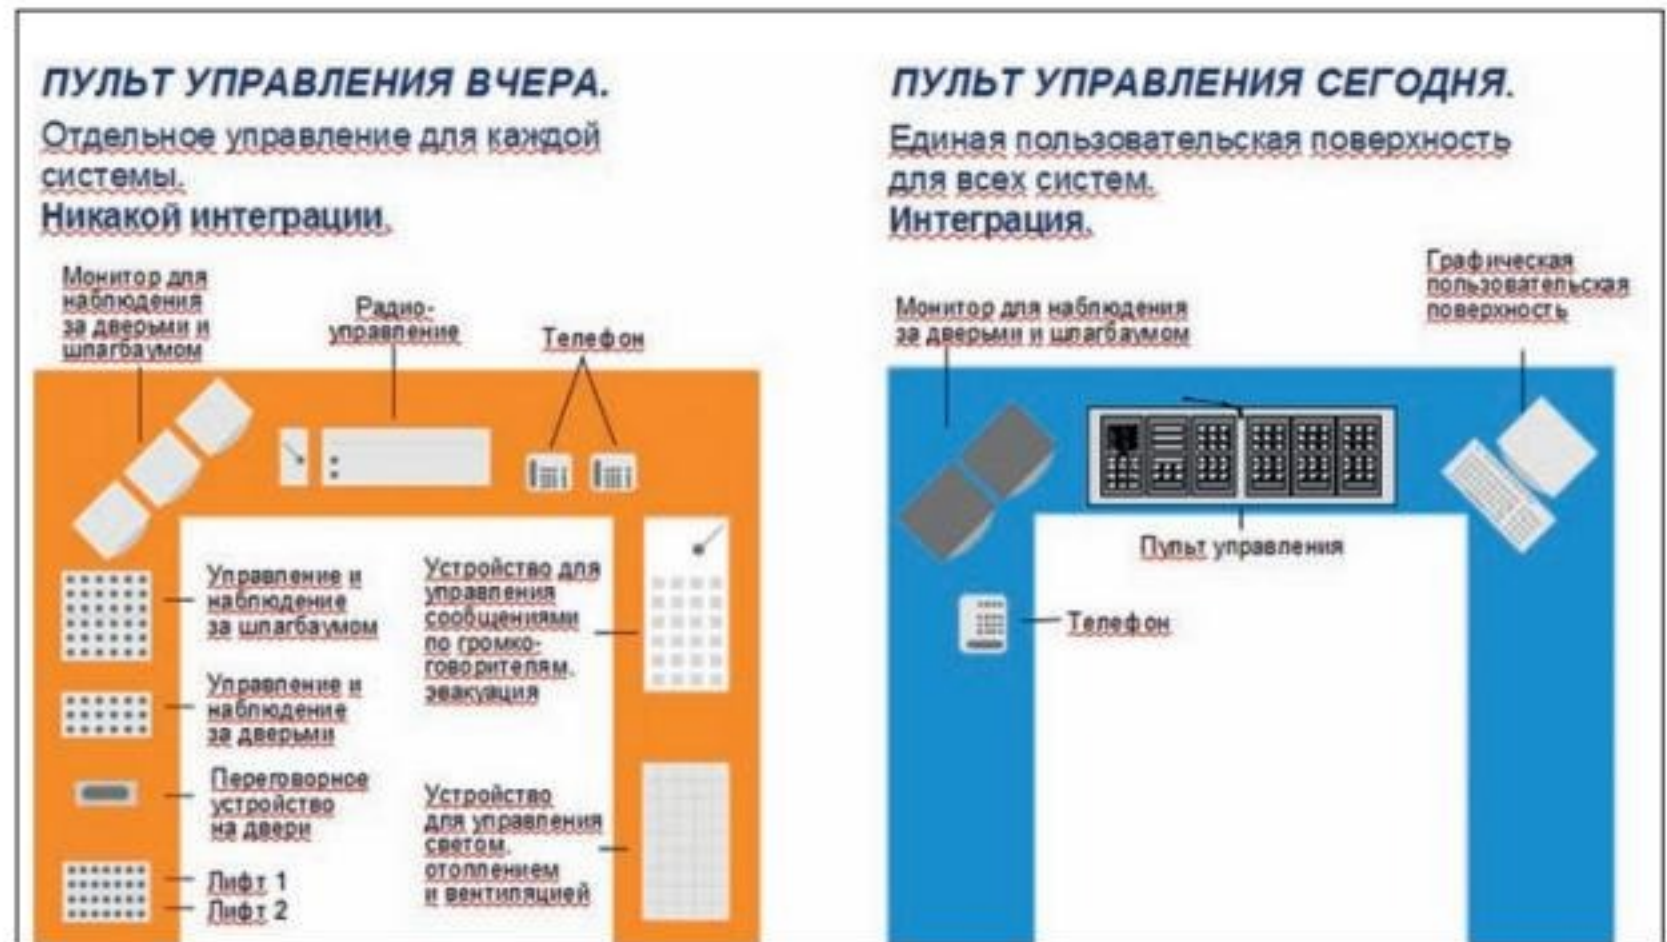 ПУЛЬТ УПРАВЛЕНИЯ ВЧЕРА.
Отдельное управление для каждой
системы.
Никакой интеграции.
Монитор для
наблюдения
за дверьми и
шлагбаумом
Радио-
управление
Телефон
Управление и
наблюдение
за шлагбаумом
Управление и
наблюдение
за дверьми
Переговорное
устройство
на двери
Лифт 1
Лифт 2
Устройство для
управления
сообщениями
по громко-
говорителям,
эвакуация
Устройство
для управления
светом,
отоплением
и вентиляцией
ПУЛЬТ УПРАВЛЕНИЯ СЕГОДНЯ.
Единая пользовательская поверхность
для всех систем.
Интеграция.
Монитор для наблюдения
за дверьми и шлагбаумом
Графическая
пользовательская
поверхность
Пульт управления
Телефон